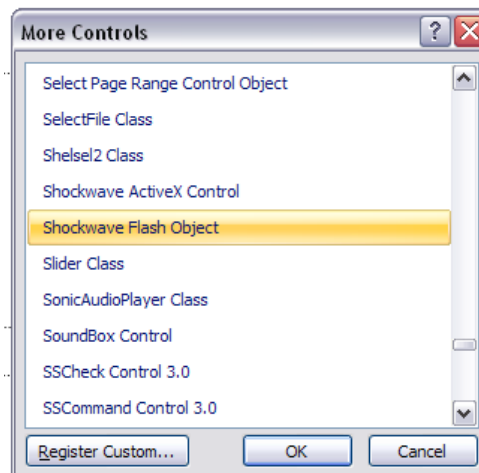 More Controls
Select Page Range Control Object
SelectFile Class
Shelsel2 Class
Shockwave ActiveX Control
Shockwave Flash Object
Slider Class
SonicAudioPlayer Class
SoundBox Control
SSCheck Control 3.0
SSCommand Control 3.0
Register Custom... OK Cancel